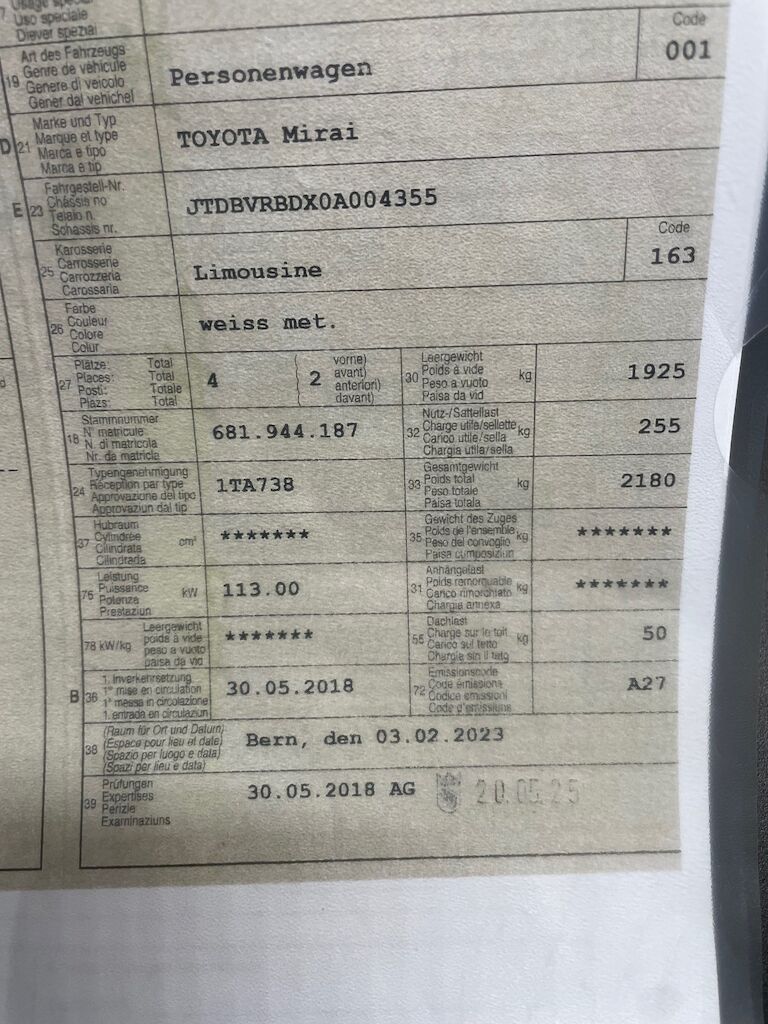 Uso speciale
Diever spezial
19
Art des Fahrzeugs
Genre de véhicule
Genere di veicolo
Gener dal vehichel
Personenwagen
Code
001
D
21
Marke und Typ
Marque et type
Marca e tipo
Marca e tip
TOYOTA Mirai
E
23
Fahrgestell-Nr.
Châssis no
Telaio n.
Schassis nr.
JTDBVRBDX0A004355
25
Karosserie
Carrosserie
Carrozzeria
Carossaria
Limousine
Code
163
26
Farbe
Couleur
Colore
Colur
weiss met.
27
Plätze: Total
Places: Total
Posti: Totale
Plazs: Total
4
2
vorne)
avant)
anteriori)
davant)
30
Leergewicht
Poids à vide
Peso a vuoto
Paisa da vid
kg
1925
18
Stammnummer
N° matricule
N. di matricola
Nr. da matricla
681.944.187
32
Nutz-/Sattellast
Charge utile/sellette
Carico utile/sella
Chargia utila/sella
kg
255
24
Typengenehmigung
Réception par type
Approvazione del tipo
Approvaziun dal tip
1TA738
33
Gesamtgewicht
Poids total
Peso totale
Paisa totala
kg
2180
37
Hubraum
Cylindrée
Cilindrata
Cilindrada
cm³
*******
35
Gewicht des Zuges
Poids de l'ensemble
Peso del convoglio
Paisa cumposiziun
kg
*******
76
Leistung
Puissance
Potenza
Prestaziun
kW
113.00
31
Anhängelast
Poids remorquable
Carico rimorchiato
Chargia annexa
kg
*******
78 kW/kg
Leergewicht
poids à vide
peso a vuoto
paisa da vid
*******
55
Dachlast
Charge sur le toit
Carico sul tetto
Chargia sin il tetg
kg
50
B
36
1. Inverkehrsetzung
1re mise en circulation
1a messa in circolazione
1. entrada en circulaziun
30.05.2018
72
Emissionscode
Code émissions
Codice emissioni
Code d'emissiuns
A27
38
(Raum für Ort und Datum)
(Espace pour lieu et date)
(Spazio per luogo e data)
(Spazi per lieu e data)
Bern, den 03.02.2023
39
Prüfungen
Expertises
Perizie
Examinaziuns
30.05.2018 AG